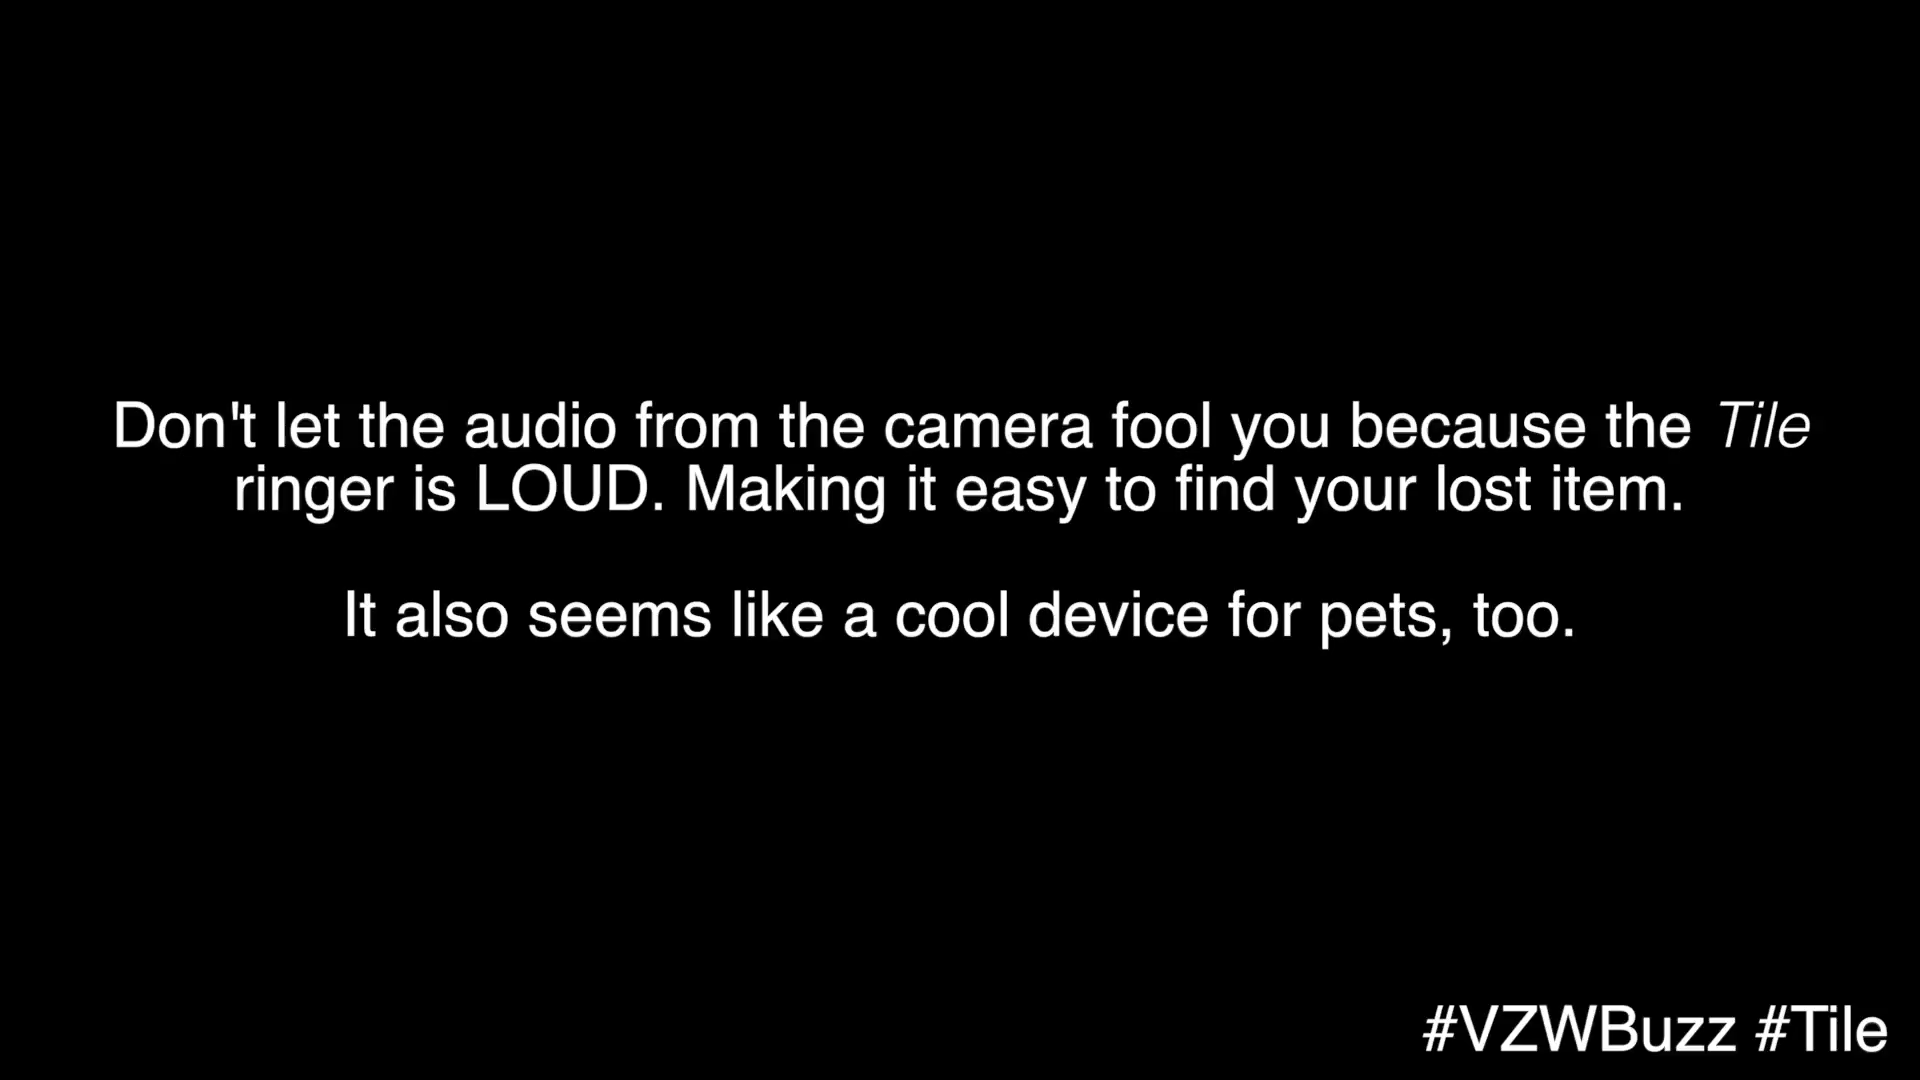 Don't let the audio from the camera fool you because the Tile
ringer is LOUD. Making it easy to find your lost item.
It also seems like a cool device for pets, too.
#VZWBuzz #Tile